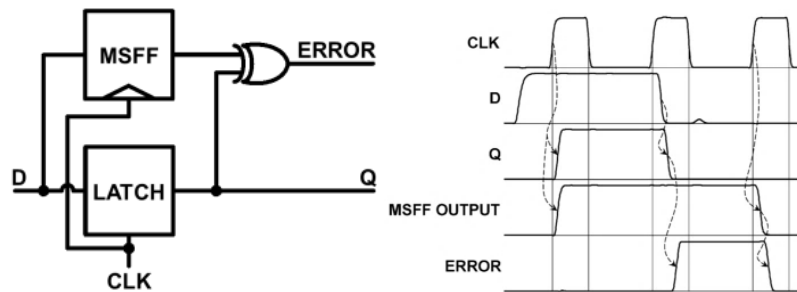 MSFF
ERROR
D
LATCH
Q
CLK
CLK
D
Q
MSFF OUTPUT
ERROR